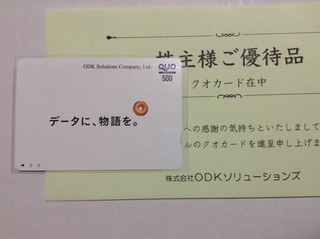 ODK Solutions Company, Ltd.
QUO
500
データに、物語を。
株主様ご優待品
クオカード在中
への感謝の気持ちといたしまして
ルのクオカードを進呈申し上げま
株式会社ODKソリューションズ